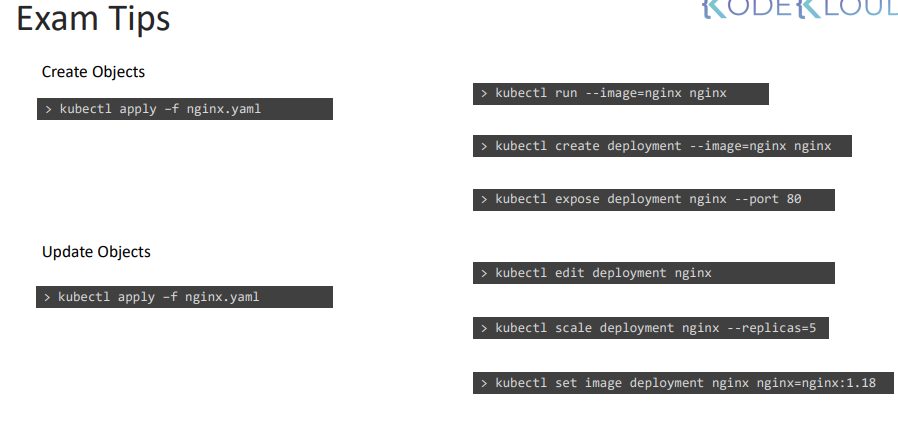 Exam Tips
KODEKLOUD
Create Objects
> kubectl apply –f nginx.yaml
> kubectl run --image=nginx nginx
> kubectl create deployment --image=nginx nginx
> kubectl expose deployment nginx --port 80
Update Objects
> kubectl apply –f nginx.yaml
> kubectl edit deployment nginx
> kubectl scale deployment nginx --replicas=5
> kubectl set image deployment nginx nginx=nginx:1.18